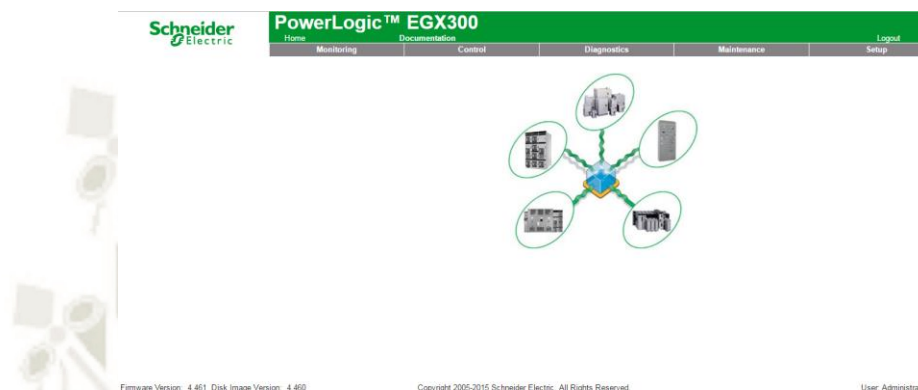 Schneider
Electric
PowerLogic™ EGX300
Home Documentation Logout
Monitoring Control Diagnostics Maintenance Setup
Firmware Version: 4.461 Disk Image Version: 4.460 Copyright 2005-2015 Schneider Electric. All Rights Reserved. User: Administra